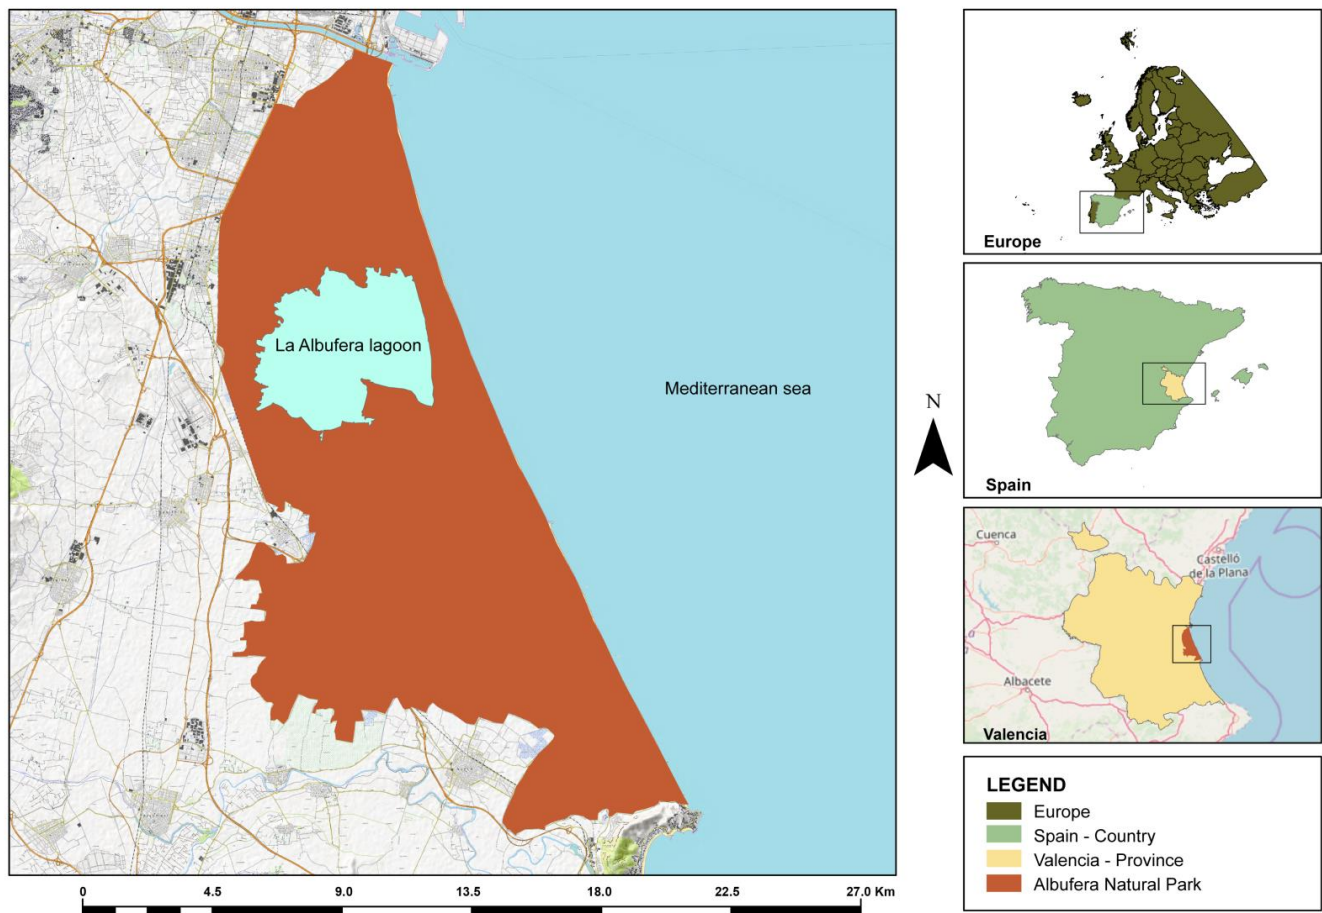 La Albufera lagoon
Mediterranean sea
N
Europe
Spain
Cuenca
Castelló
de la Plana
Albacete
Valencia
LEGEND
Europe
Spain - Country
Valencia - Province
Albufera Natural Park
0 4.5 9.0 13.5 18.0 22.5 27.0 Km